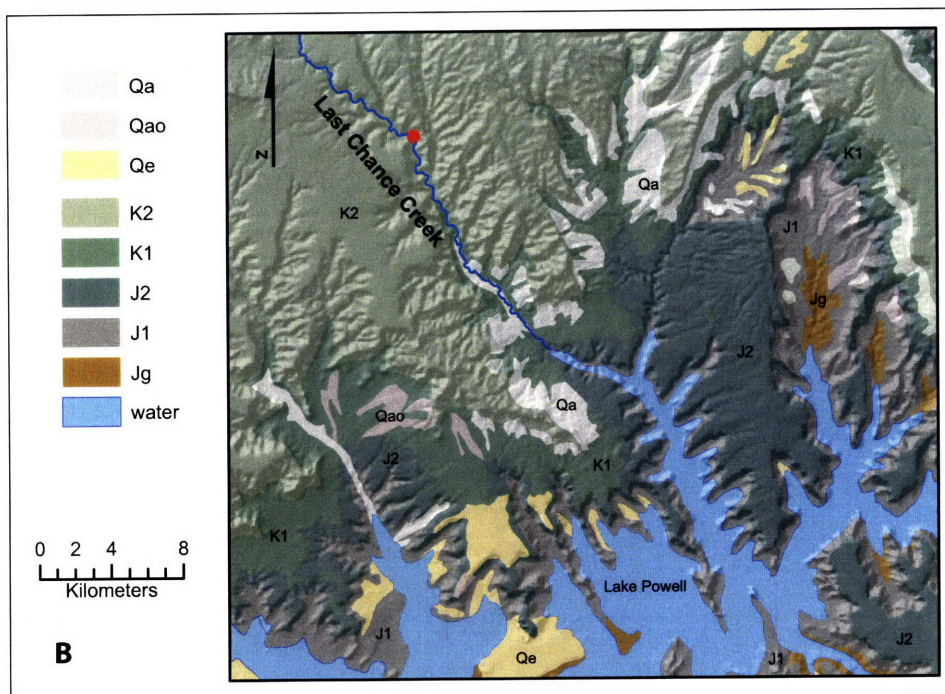 Qa
Qao
Qe
K2
K1
J2
J1
Jg
water
0 2 4 8
Kilometers
B
N
Last Chance Creek
K2
Qa
K1
J1
Jg
J2
Qa
Qao
J2
K1
K1
Lake Powell
J1
Qe
J1
J2